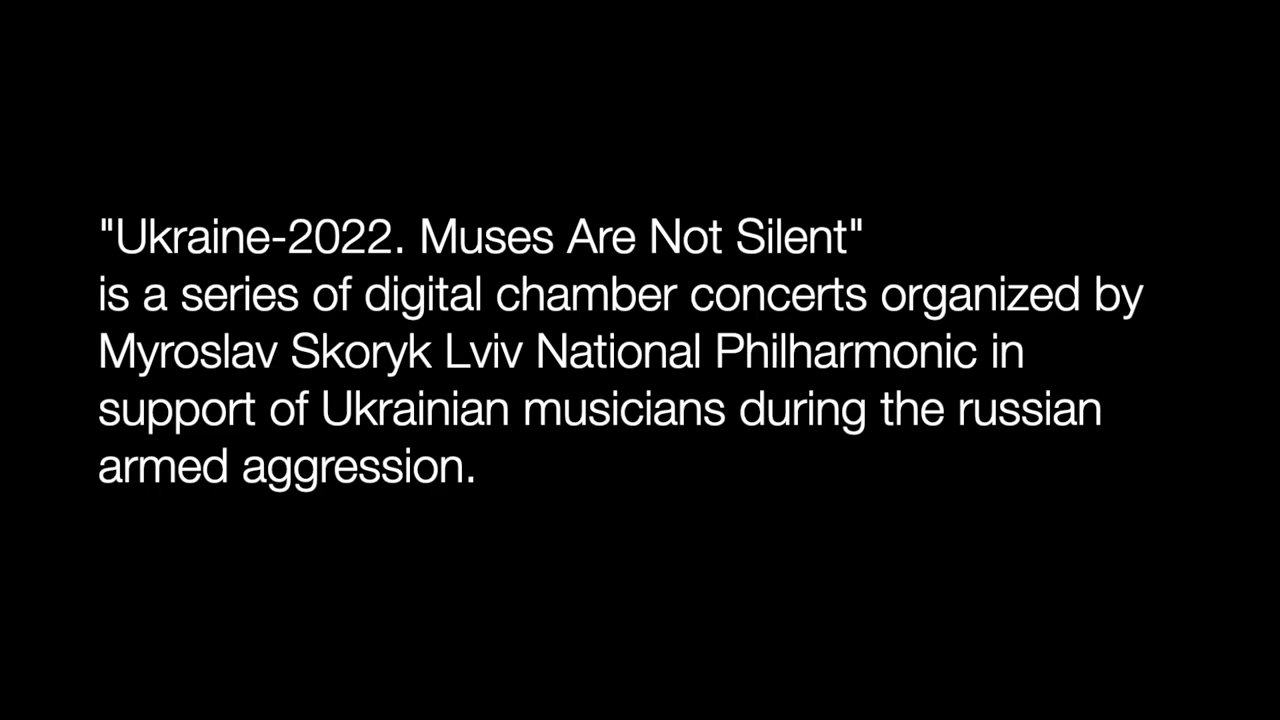 "Ukraine-2022. Muses Are Not Silent"
is a series of digital chamber concerts organized by
Myroslav Skoryk Lviv National Philharmonic in
support of Ukrainian musicians during the russian
armed aggression.